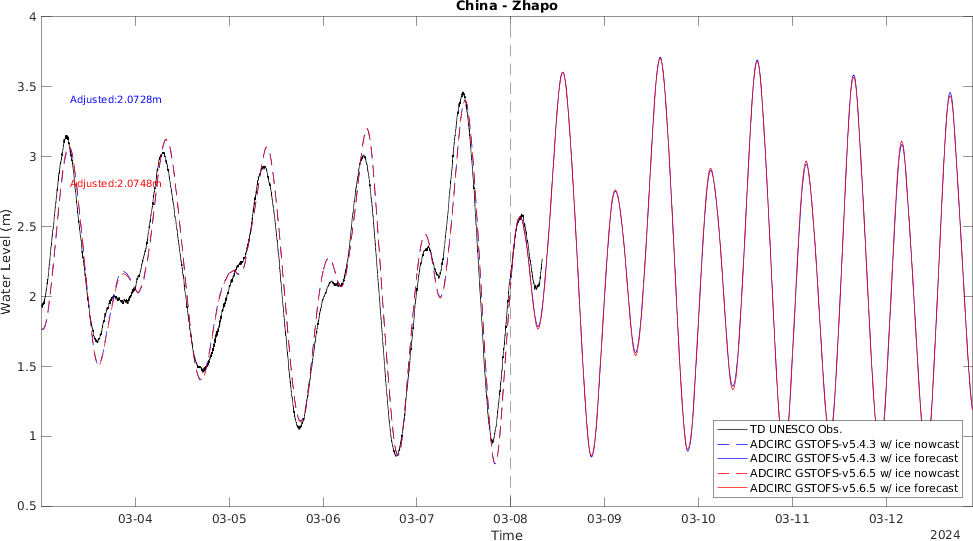 China - Zhapo
4
3.5
3
2.5
2
1.5
1
0.5
Water Level (m)
Adjusted:2.0728m
Adjusted:2.0748m
TD UNESCO Obs.
ADCIRC GSTOFS-v5.4.3 w/ ice nowcast
ADCIRC GSTOFS-v5.4.3 w/ ice forecast
ADCIRC GSTOFS-v5.6.5 w/ ice nowcast
ADCIRC GSTOFS-v5.6.5 w/ ice forecast
03-04 03-05 03-06 03-07 03-08 03-09 03-10 03-11 03-12
Time
2024